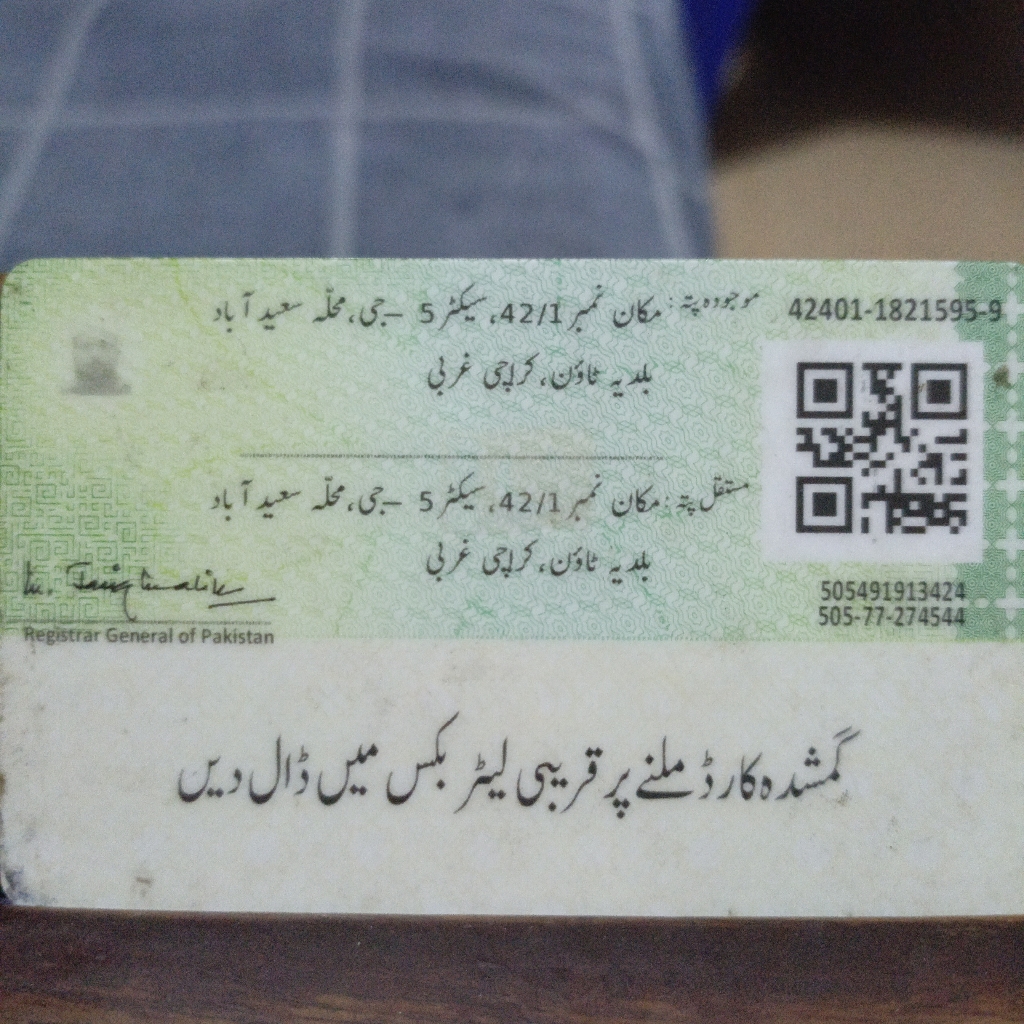 42401-1821595-9
موجودہ پتہ: مکان نمبر 42/1، سیکٹر 5 -جی، محلّہ سعید آباد
بلدیہ ٹاؤن، کراچی غربی
مستقل پتہ: مکان نمبر 42/1، سیکٹر 5 -جی، محلّہ سعید آباد
بلدیہ ٹاؤن، کراچی غربی
505491913424
505-77-274544
Registrar General of Pakistan
گمشدہ کارڈ ملنے پر قریبی لیٹر بکس میں ڈال دیں